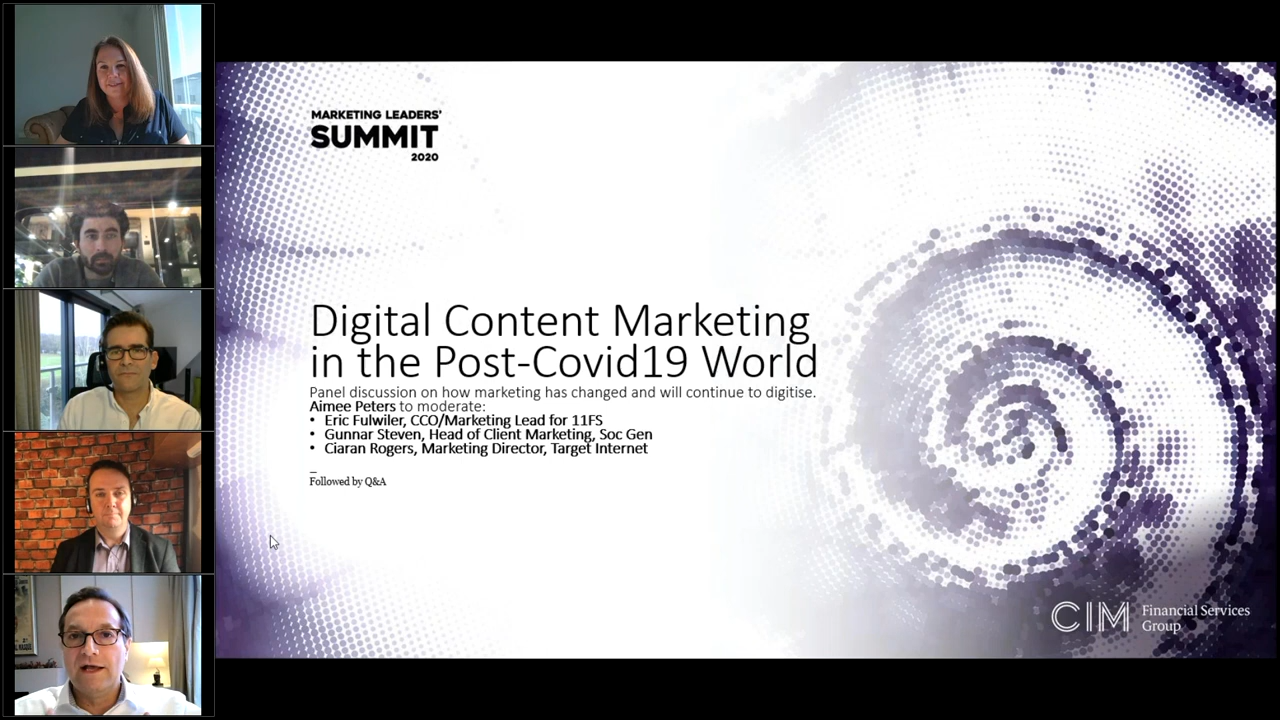 MARKETING LEADERS'
SUMMIT
2020
Digital Content Marketing
in the Post-Covid19 World
Panel discussion on how marketing has changed and will continue to digitise.
Aimee Peters to moderate:
• Eric Fulwiler, CCO/Marketing Lead for 11FS
• Gunnar Steven, Head of Client Marketing, Soc Gen
• Ciaran Rogers, Marketing Director, Target Internet
–
Followed by Q&A
CIM Financial Services
Group